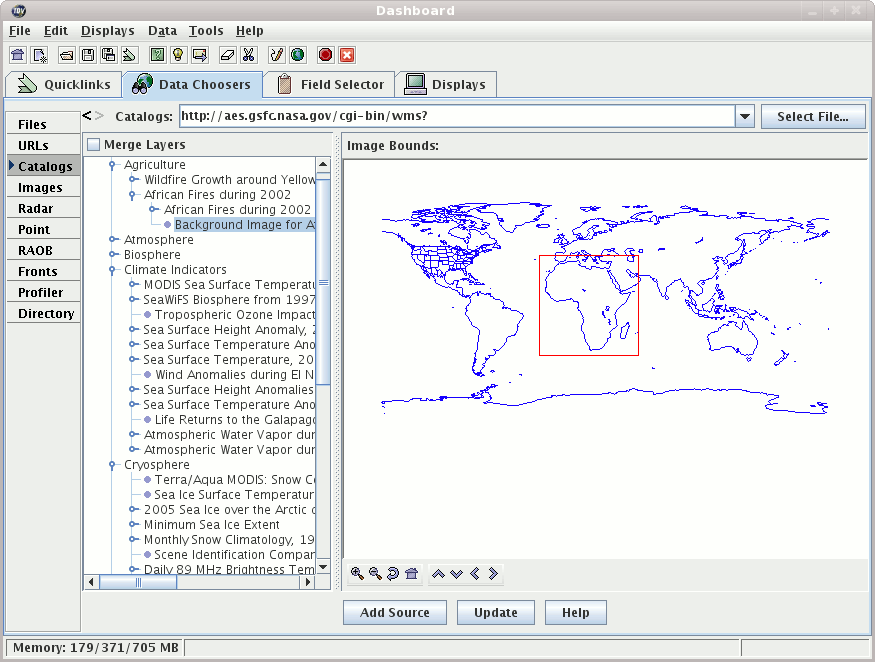 IDV
Dashboard
File Edit Displays Data Tools Help
Quicklinks Data Choosers Field Selector Displays
Files
URLs
Catalogs
Images
Radar
Point
RAOB
Fronts
Profiler
Directory
< > Catalogs: http://aes.gsfc.nasa.gov/cgi-bin/wms? Select File...
Merge Layers
Agriculture
Wildfire Growth around Yellow
African Fires during 2002
African Fires during 2002
Background Image for A
Atmosphere
Biosphere
Climate Indicators
MODIS Sea Surface Temperatu
SeaWiFS Biosphere from 1997
Tropospheric Ozone Impact
Sea Surface Height Anomaly, 2
Sea Surface Temperature Ano
Sea Surface Temperature, 20
Wind Anomalies during El N
Sea Surface Height Anomalies
Sea Surface Temperature Ano
Life Returns to the Galapago
Atmospheric Water Vapor dur
Atmospheric Water Vapor dur
Cryosphere
Terra/Aqua MODIS: Snow Co
Sea Ice Surface Temperatur
2005 Sea Ice over the Arctic
Minimum Sea Ice Extent
Monthly Snow Climatology, 19
Scene Identification Compar
Daily 89 MHz Brightness Tem
Image Bounds:
Add Source Update Help
Memory: 179/371/705 MB